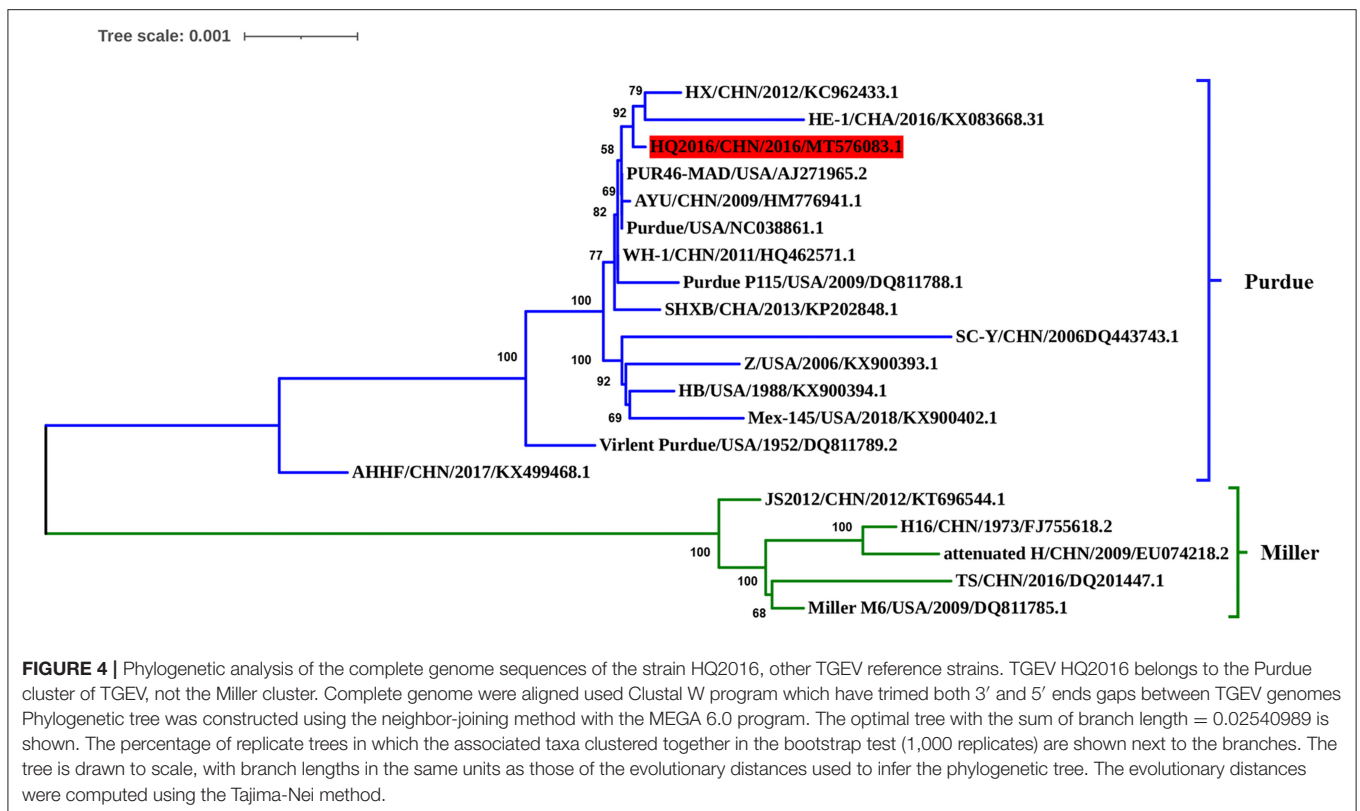 Tree scale: 0.001
79
HX/CHN/2012/KC962433.1
92
HE-1/CHA/2016/KX083668.31
HQ2016/CHN/2016/MT576083.1
58
PUR46-MAD/USA/AJ271965.2
69
AYU/CHN/2009/HM776941.1
82
Purdue/USA/NC038861.1
77
WH-1/CHN/2011/HQ462571.1
Purdue P115/USA/2009/DQ811788.1
Purdue
100
SHXB/CHA/2013/KP202848.1
SC-Y/CHN/2006DQ443743.1
100
100
Z/USA/2006/KX900393.1
92
HB/USA/1988/KX900394.1
69
Mex-145/USA/2018/KX900402.1
Virlent Purdue/USA/1952/DQ811789.2
AHHF/CHN/2017/KX499468.1
JS2012/CHN/2012/KT696544.1
100
H16/CHN/1973/FJ755618.2
100
attenuated H/CHN/2009/EU074218.2
Miller
100
TS/CHN/2016/DQ201447.1
68
Miller M6/USA/2009/DQ811785.1
FIGURE 4 | Phylogenetic analysis of the complete genome sequences of the strain HQ2016, other TGEV reference strains. TGEV HQ2016 belongs to the Purdue
cluster of TGEV, not the Miller cluster. Complete genome were aligned used Clustal W program which have trimed both 3′ and 5′ ends gaps between TGEV genomes
Phylogenetic tree was constructed using the neighbor-joining method with the MEGA 6.0 program. The optimal tree with the sum of branch length = 0.02540989 is
shown. The percentage of replicate trees in which the associated taxa clustered together in the bootstrap test (1,000 replicates) are shown next to the branches. The
tree is drawn to scale, with branch lengths in the same units as those of the evolutionary distances used to infer the phylogenetic tree. The evolutionary distances
were computed using the Tajima-Nei method.